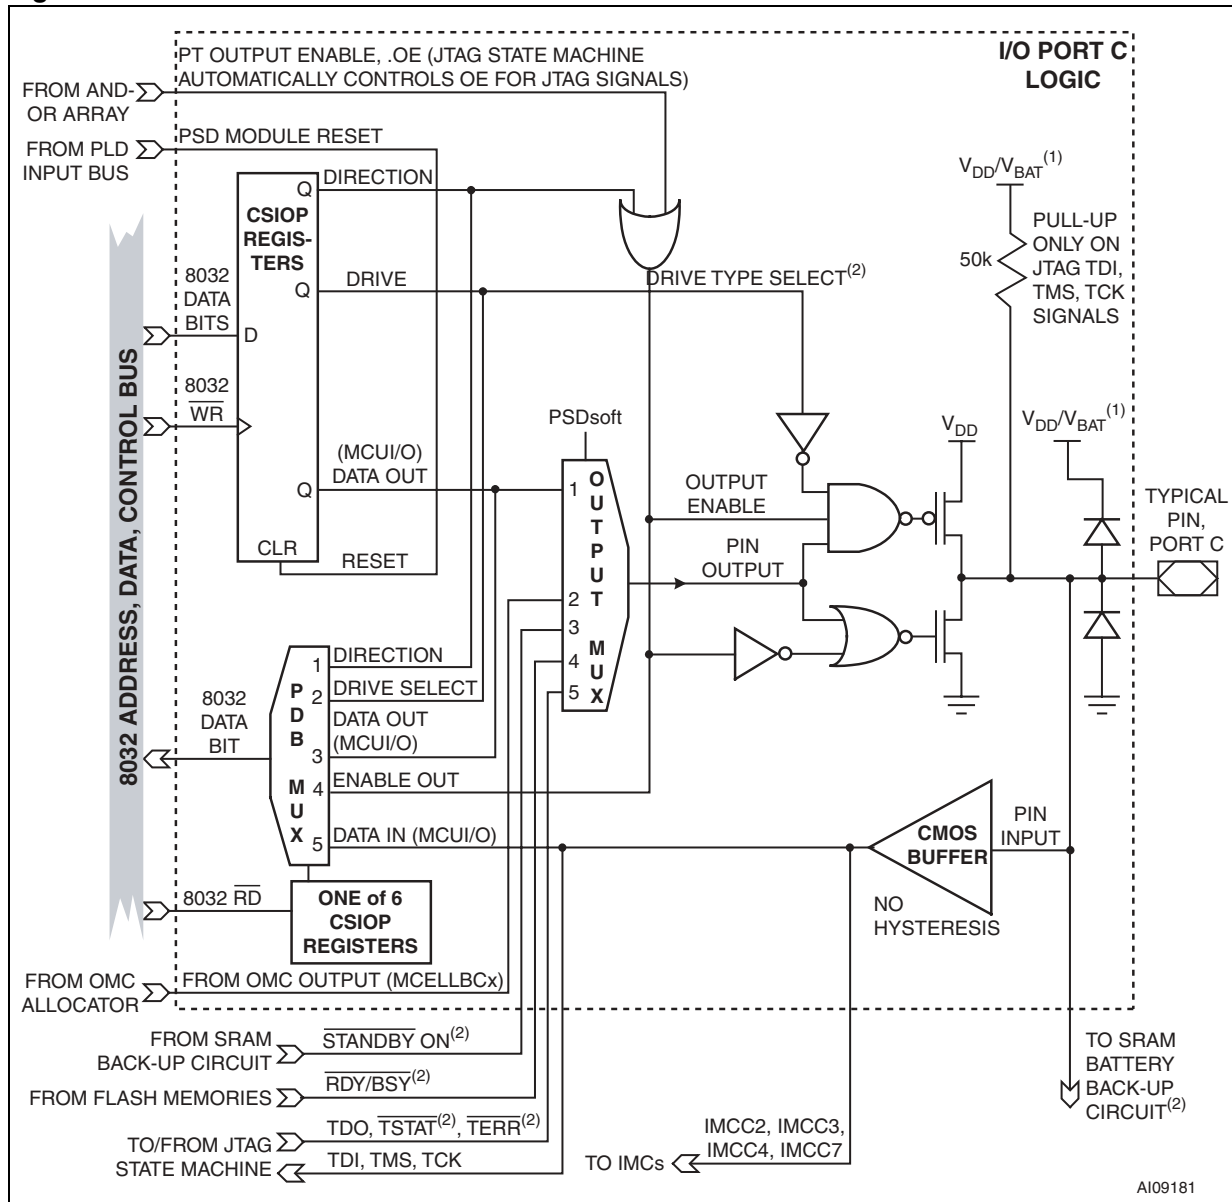 PT OUTPUT ENABLE, .OE (JTAG STATE MACHINE
AUTOMATICALLY CONTROLS OE FOR JTAG SIGNALS)
I/O PORT C
LOGIC
FROM AND-
OR ARRAY
PSD MODULE RESET
FROM PLD
INPUT BUS
DIRECTION
Q
CSIOP
REGIS-
TERS
8032
DATA
BITS
D
Q
DRIVE
DRIVE TYPE SELECT(2)
VDD/VBAT(1)
50k
PULL-UP
ONLY ON
JTAG TDI,
TMS, TCK
SIGNALS
8032
WR
8032 ADDRESS, DATA, CONTROL BUS
(MCUI/O)
DATA OUT
Q
CLR
RESET
PSDsoft
OUTPUT MUX
1
2
3
4
5
OUTPUT
ENABLE
PIN
OUTPUT
VDD
VDD/VBAT(1)
TYPICAL
PIN,
PORT C
PDB MUX
1 DIRECTION
2 DRIVE SELECT
DATA OUT
3 (MCUI/O)
4 ENABLE OUT
5 DATA IN (MCUI/O)
8032
DATA
BIT
CMOS
BUFFER
PIN
INPUT
NO
HYSTERESIS
8032 RD
ONE of 6
CSIOP
REGISTERS
FROM OMC
ALLOCATOR
FROM OMC OUTPUT (MCELLBCx)
FROM SRAM
BACK-UP CIRCUIT
STANDBY ON(2)
FROM FLASH MEMORIES
RDY/BSY(2)
TO/FROM JTAG
STATE MACHINE
TDO, TSTAT(2), TERR(2)
TDI, TMS, TCK
TO IMCs
IMCC2, IMCC3,
IMCC4, IMCC7
TO SRAM
BATTERY
BACK-UP
CIRCUIT(2)
AI09181